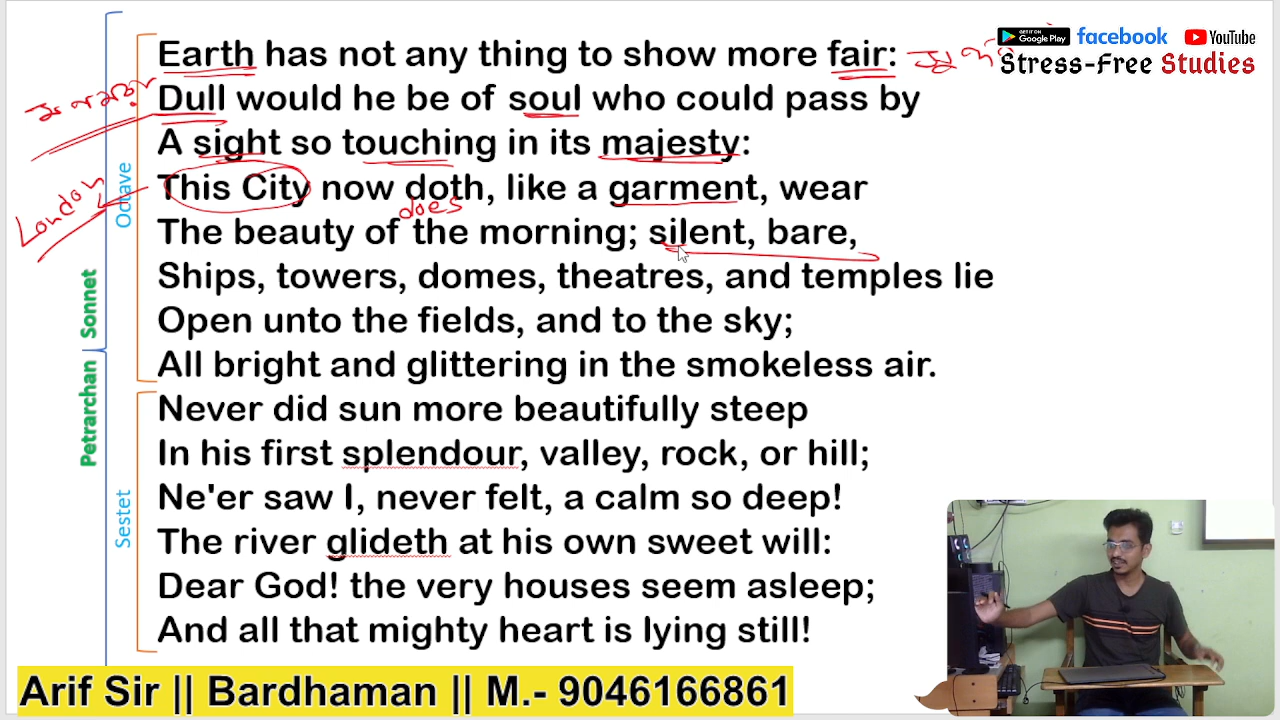 GET IT ON
Google Play
facebook
YouTube
Stress-Free Studies
Earth has not any thing to show more fair:
Dull would he be of soul who could pass by
A sight so touching in its majesty:
This City now doth, like a garment, wear
does
The beauty of the morning; silent, bare,
Ships, towers, domes, theatres, and temples lie
Open unto the fields, and to the sky;
All bright and glittering in the smokeless air.
Never did sun more beautifully steep
In his first splendour, valley, rock, or hill;
Ne'er saw I, never felt, a calm so deep!
The river glideth at his own sweet will:
Dear God! the very houses seem asleep;
And all that mighty heart is lying still!
London
Octave
Sestet
Petrarchan Sonnet
Arif Sir || Bardhaman || M.- 9046166861